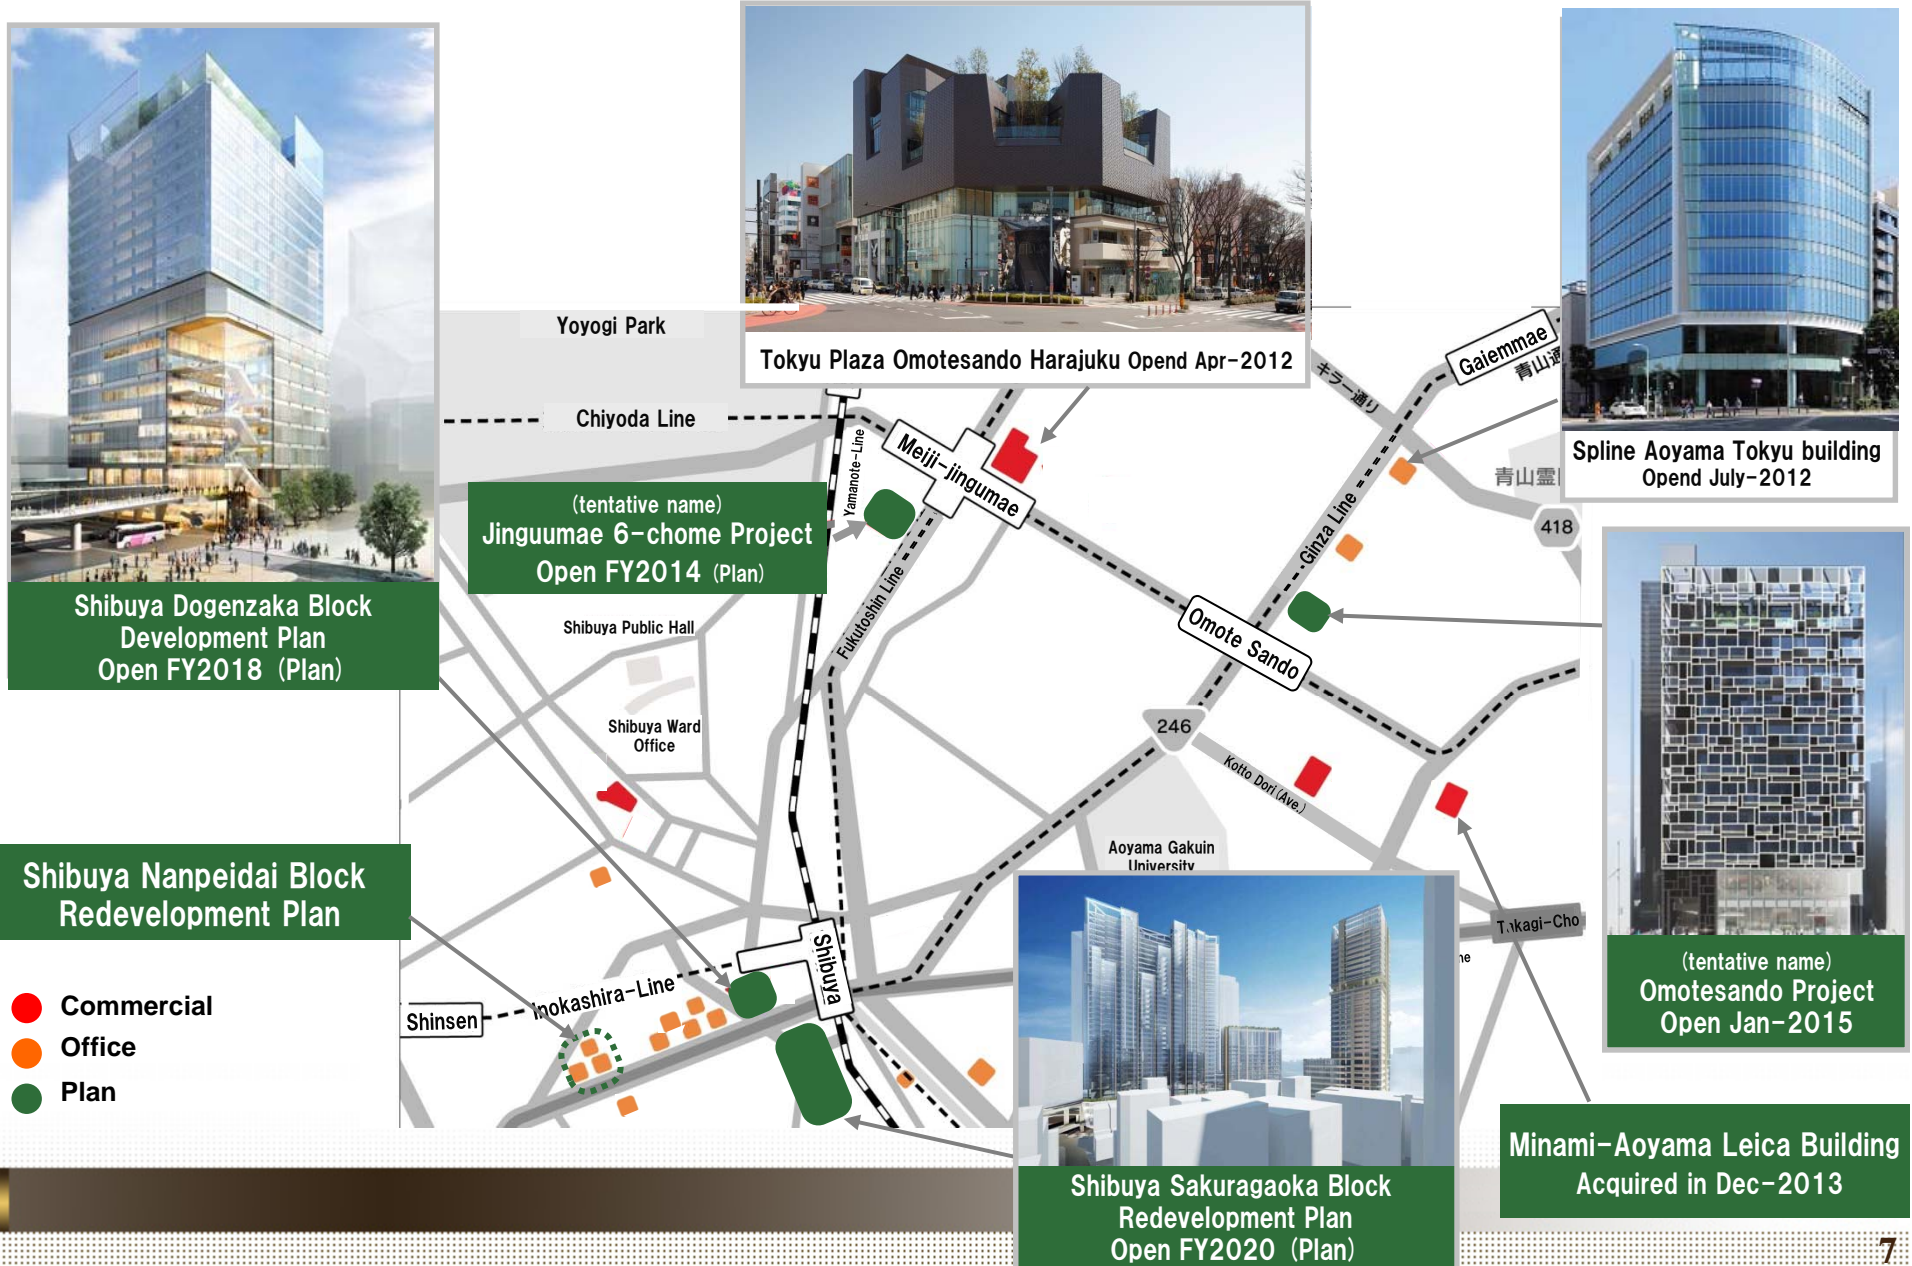 Tokyu Plaza Omotesando Harajuku Opend Apr-2012
Spline Aoyama Tokyu building
Opend July-2012
Yoyogi Park
Chiyoda Line
Yamanote-Line
Meiji-jingumae
キラー通り
Gaiemmae
青山通
青山霊
418
(tentative name)
Jinguumae 6-chome Project
Open FY2014 (Plan)
Shibuya Dogenzaka Block
Development Plan
Open FY2018 (Plan)
Shibuya Public Hall
Fukutoshin Line
Ginza Line
Omote Sando
Shibuya Ward
Office
246
Kotto Dori (Ave.)
Aoyama Gakuin
University
Shibuya Nanpeidai Block
Redevelopment Plan
Takagi-Cho
ne
(tentative name)
Omotesando Project
Open Jan-2015
Shibuya
Inokashira-Line
Shinsen
Commercial
Office
Plan
Minami-Aoyama Leica Building
Acquired in Dec-2013
Shibuya Sakuragaoka Block
Redevelopment Plan
Open FY2020 (Plan)
7